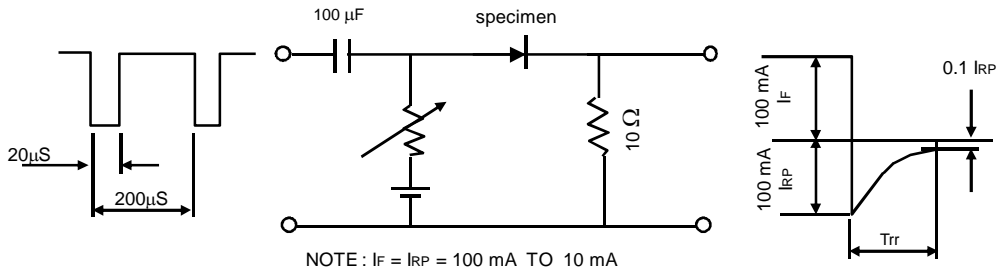 20μS
200μS
100 μF
specimen
10 Ω
NOTE : IF = IRP = 100 mA TO 10 mA
100 mA
IF
100 mA
IRP
0.1 IRP
Trr